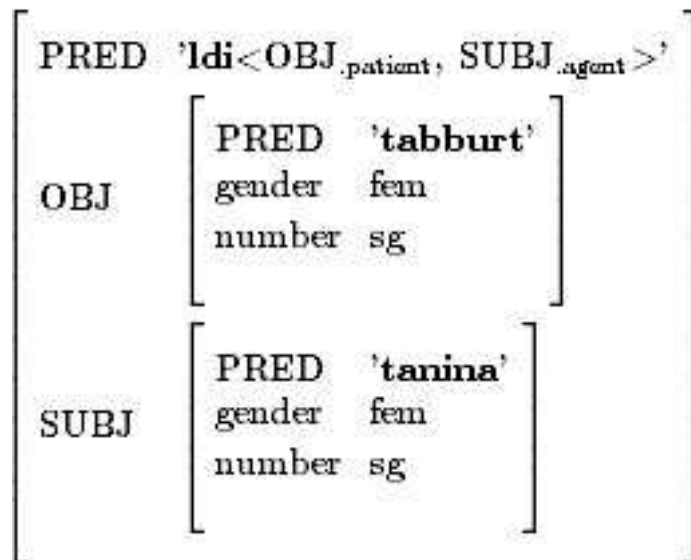 PRED 'ldi<OBJ.patient, SUBJ.agent>'
PRED 'tabburt'
OBJ gender fem
number sg
PRED 'tanina'
SUBJ gender fem
number sg